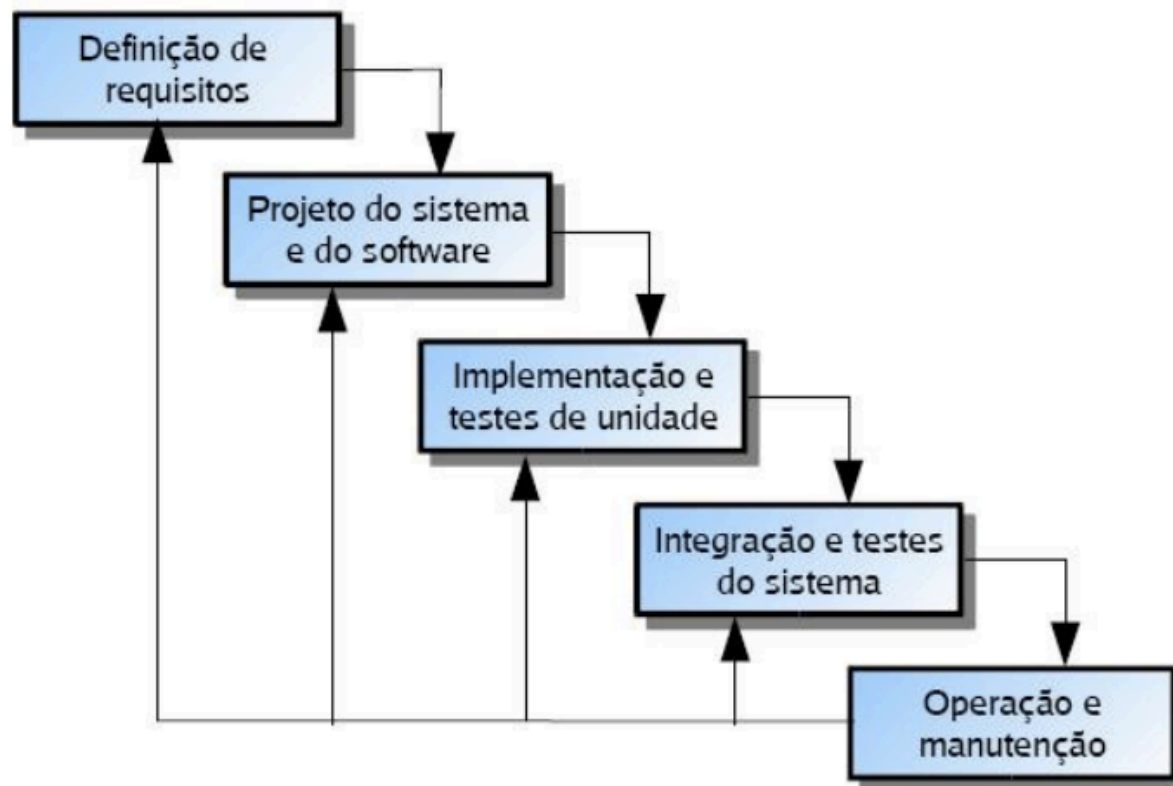 Definição de
requisitos
Projeto do sistema
e do software
Implementação e
testes de unidade
Integração e testes
do sistema
Operação e
manutenção